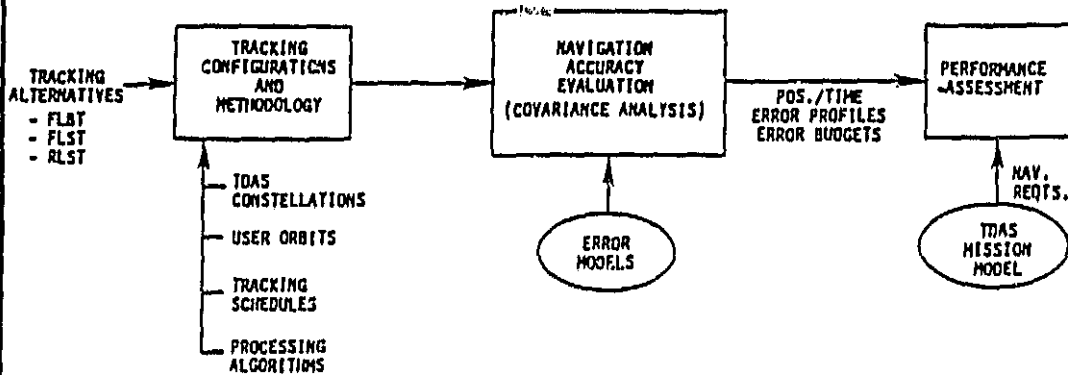 TRACKING
ALTERNATIVES
- FLBT
- FLST
- RLST
TRACKING
CONFIGURATIONS
AND
METHODOLOGY
TDAS
CONSTELLATIONS
USER ORBITS
TRACKING
SCHEDULES
PROCESSING
ALGORITHMS
NAVIGATION
ACCURACY
EVALUATION
(COVARIANCE ANALYSIS)
ERROR
MODELS
POS./TIME
ERROR PROFILES
ERROR BUDGETS
PERFORMANCE
ASSESSMENT
NAV.
REQTS.
TDAS
MISSION
MODEL